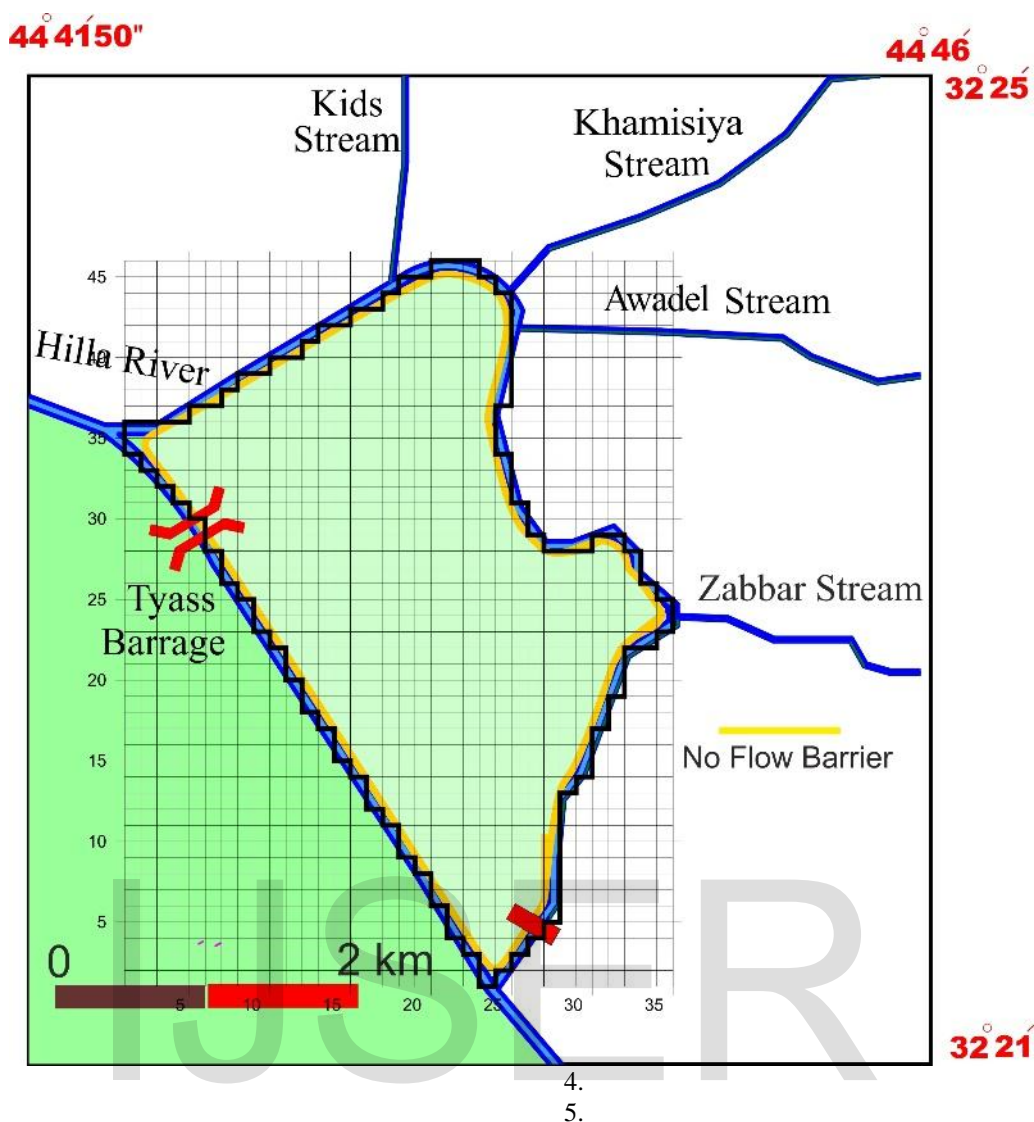 44°41′50"
44°46′
32°25′
Kids
Stream
Khamisiya
Stream
45
Awadel Stream
Hilla River
40
35
30
Tyass
Barrage
25
Zabbar Stream
20
No Flow Barrier
15
10
5
0
2 km
5
10
15
20
25
30
35
32°21′
IJSER
4.
5.